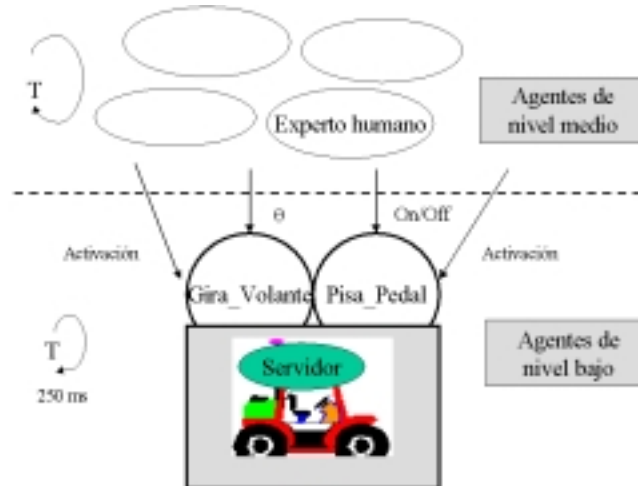 T
Experto humano
Agentes de
nivel medio
θ
On/Off
Activación
Activación
Gira_Volante
Pisa_Pedal
Servidor
T
250 ms
Agentes de
nivel bajo